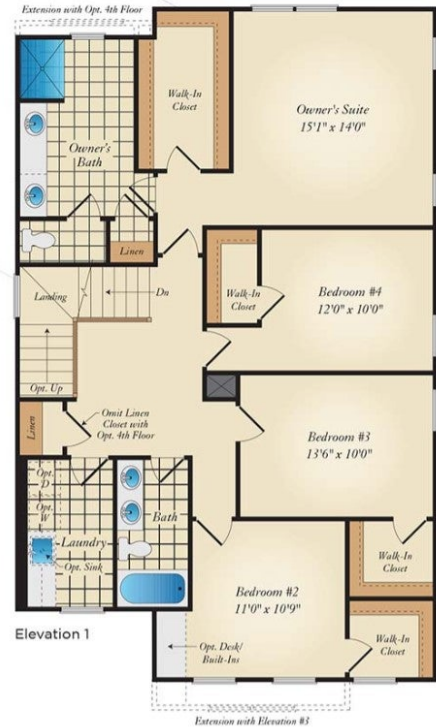 Extension with Opt. 4th Floor
Walk-In
Closet
Owner's Suite
15'1" x 14'0"
Owner's
Bath
Linen
Landing
Dn
Walk-In
Closet
Bedroom #4
12'0" x 10'0"
Opt. Up
Linen
Omit Linen
Closet with
Opt. 4th Floor
Bedroom #3
13'6" x 10'0"
Opt.
D
Opt.
W
Laundry
Opt. Sink
Bath
Walk-In
Closet
Bedroom #2
11'0" x 10'9"
Elevation 1
Opt. Desk/
Built-Ins
Walk-In
Closet
Extension with Elevation #3